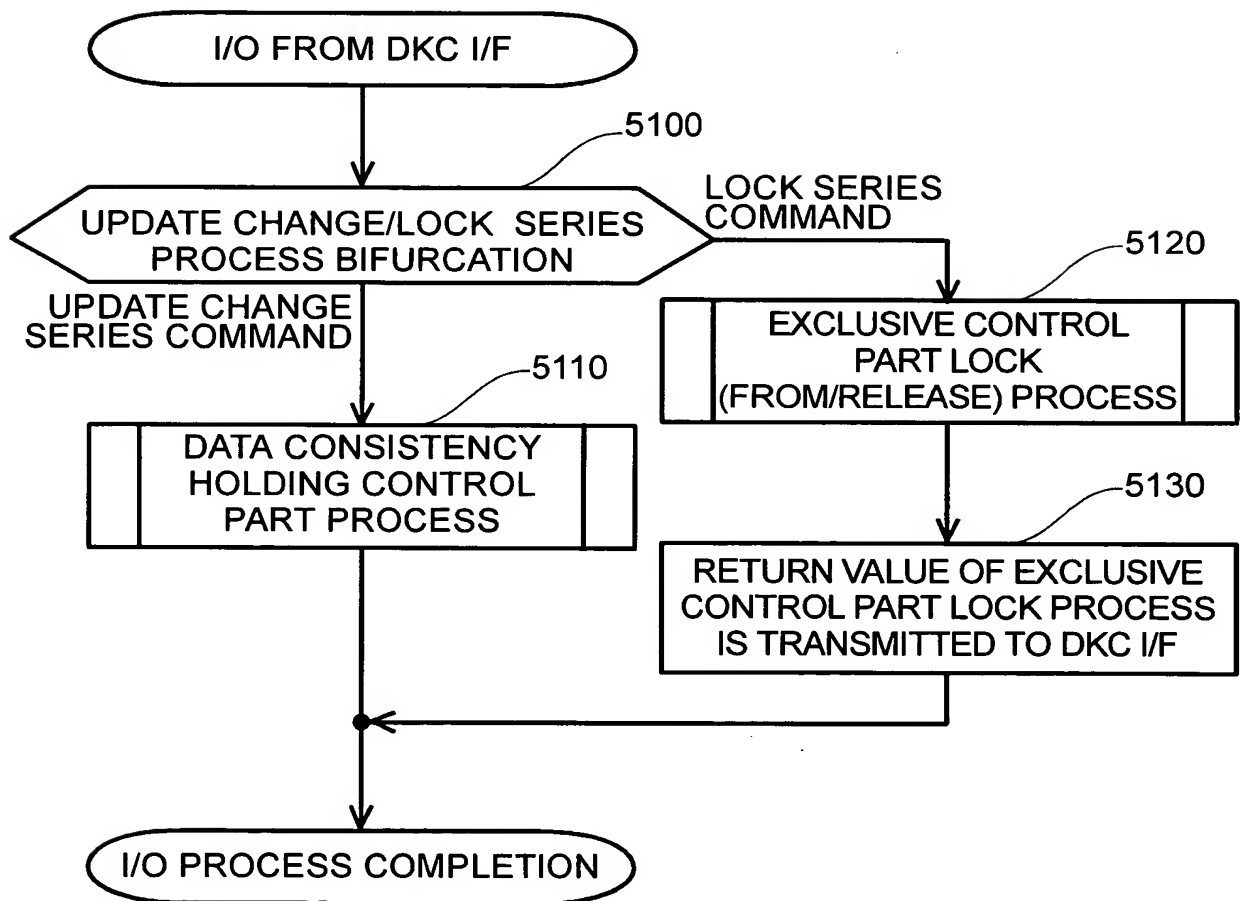 I/O FROM DKC I/F
5100
UPDATE CHANGE/LOCK SERIES
PROCESS BIFURCATION
LOCK SERIES
COMMAND
UPDATE CHANGE
SERIES COMMAND
5120
EXCLUSIVE CONTROL
PART LOCK
(FROM/RELEASE) PROCESS
5110
DATA CONSISTENCY
HOLDING CONTROL
PART PROCESS
5130
RETURN VALUE OF EXCLUSIVE
CONTROL PART LOCK PROCESS
IS TRANSMITTED TO DKC I/F
I/O PROCESS COMPLETION